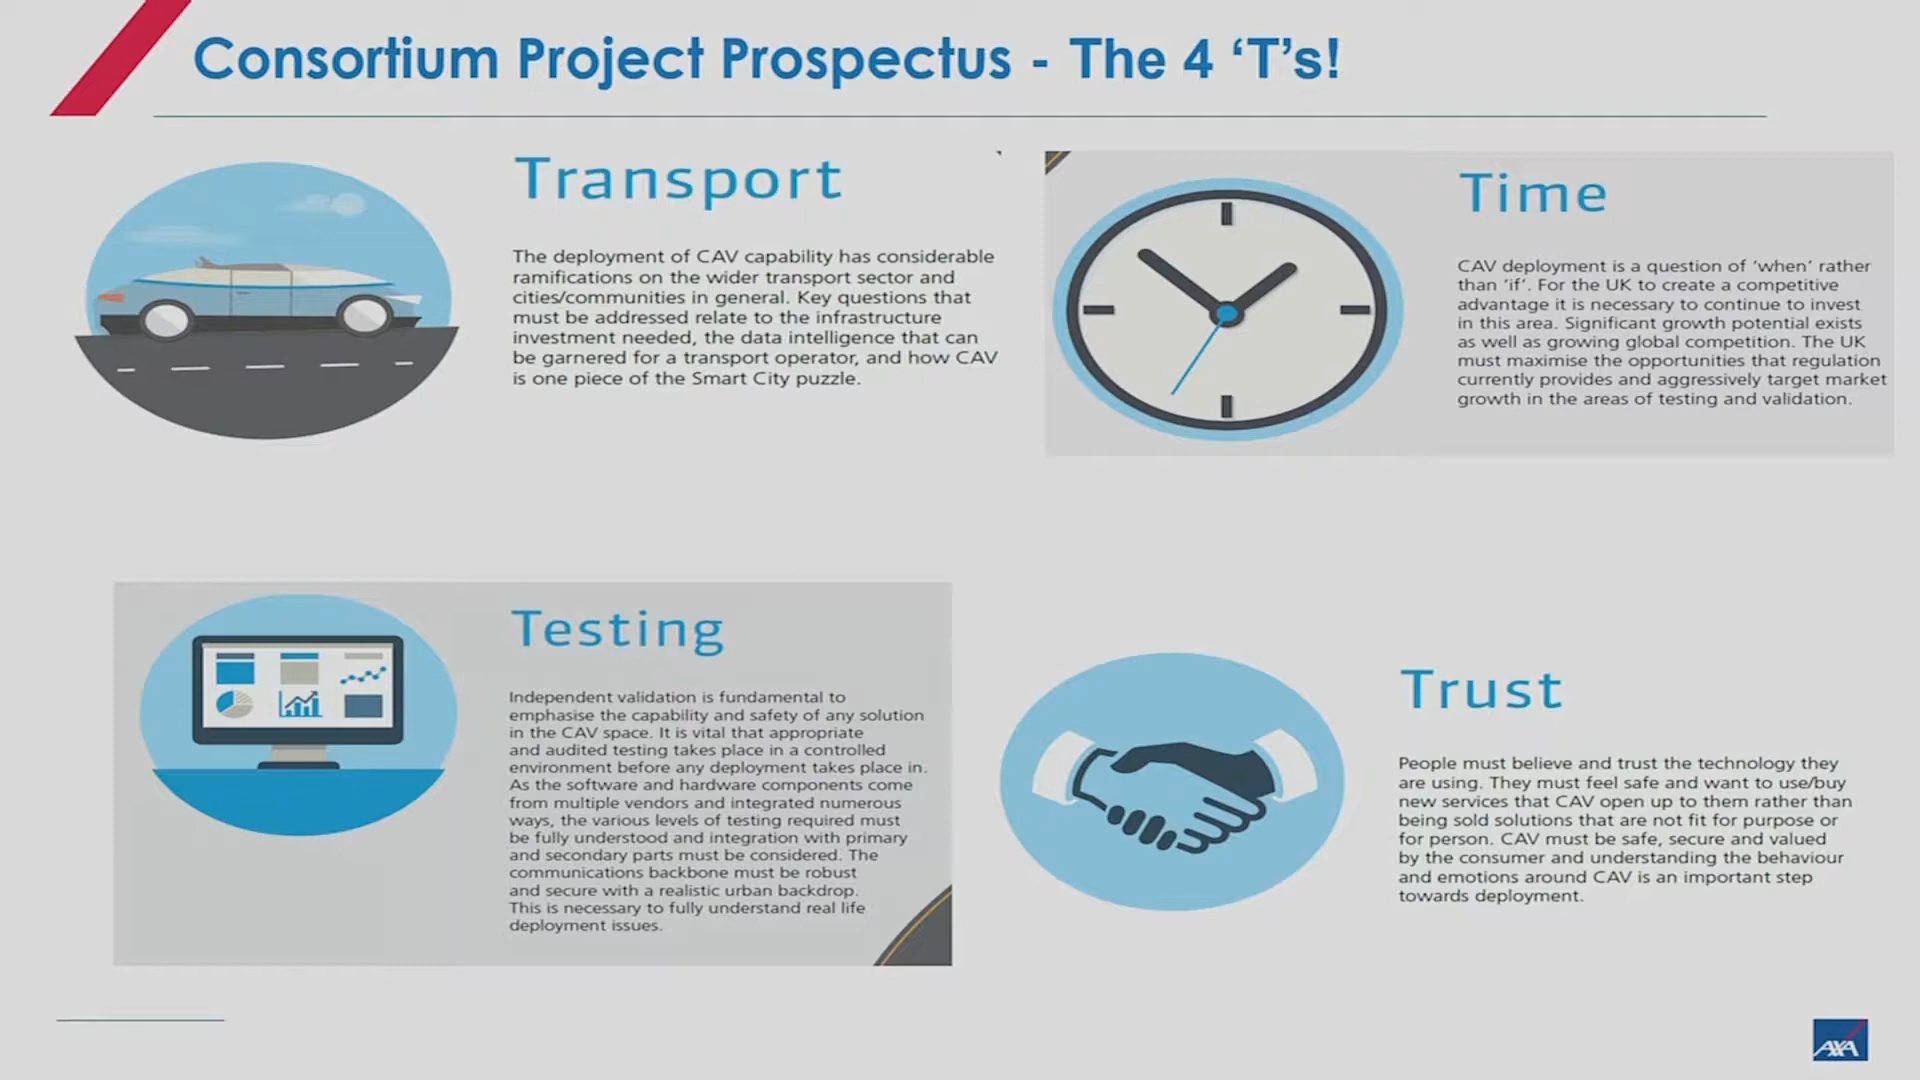 Consortium Project Prospectus - The 4 ‘T’s!
Transport
The deployment of CAV capability has considerable
ramifications on the wider transport sector and
cities/communities in general. Key questions that
must be addressed relate to the infrastructure
investment needed, the data intelligence that can
be garnered for a transport operator, and how CAV
is one piece of the Smart City puzzle.
Time
CAV deployment is a question of ‘when’ rather
than ‘if’. For the UK to create a competitive
advantage it is necessary to continue to invest
in this area. Significant growth potential exists
as well as growing global competition. The UK
must maximise the opportunities that regulation
currently provides and aggressively target market
growth in the areas of testing and validation.
Testing
Independent validation is fundamental to
emphasise the capability and safety of any solution
in the CAV space. It is vital that appropriate
and audited testing takes place in a controlled
environment before any deployment takes place in.
As the software and hardware components come
from multiple vendors and integrated numerous
ways, the various levels of testing required must
be fully understood and integration with primary
and secondary parts must be considered. The
communications backbone must be robust
and secure with a realistic urban backdrop.
This is necessary to fully understand real life
deployment issues.
Trust
People must believe and trust the technology they
are using. They must feel safe and want to use/buy
new services that CAV open up to them rather than
being sold solutions that are not fit for purpose or
for person. CAV must be safe, secure and valued
by the consumer and understanding the behaviour
and emotions around CAV is an important step
towards deployment.
AXA